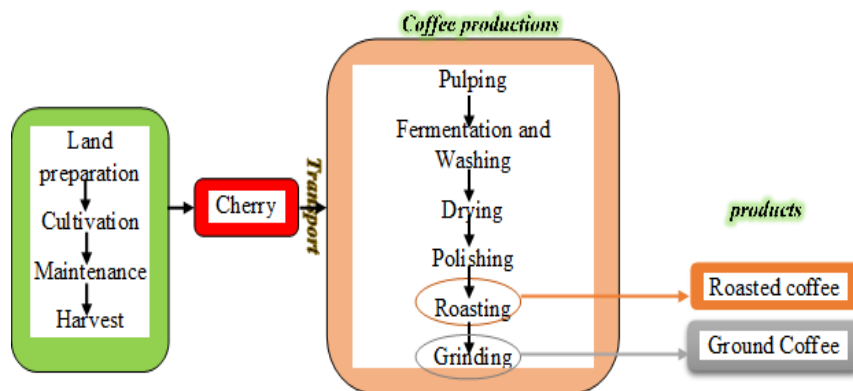 Coffee productions
Land
preparation
Cultivation
Maintenance
Harvest
Cherry
Transport
Pulping
Fermentation and
Washing
Drying
Polishing
Roasting
Grinding
products
Roasted coffee
Ground Coffee